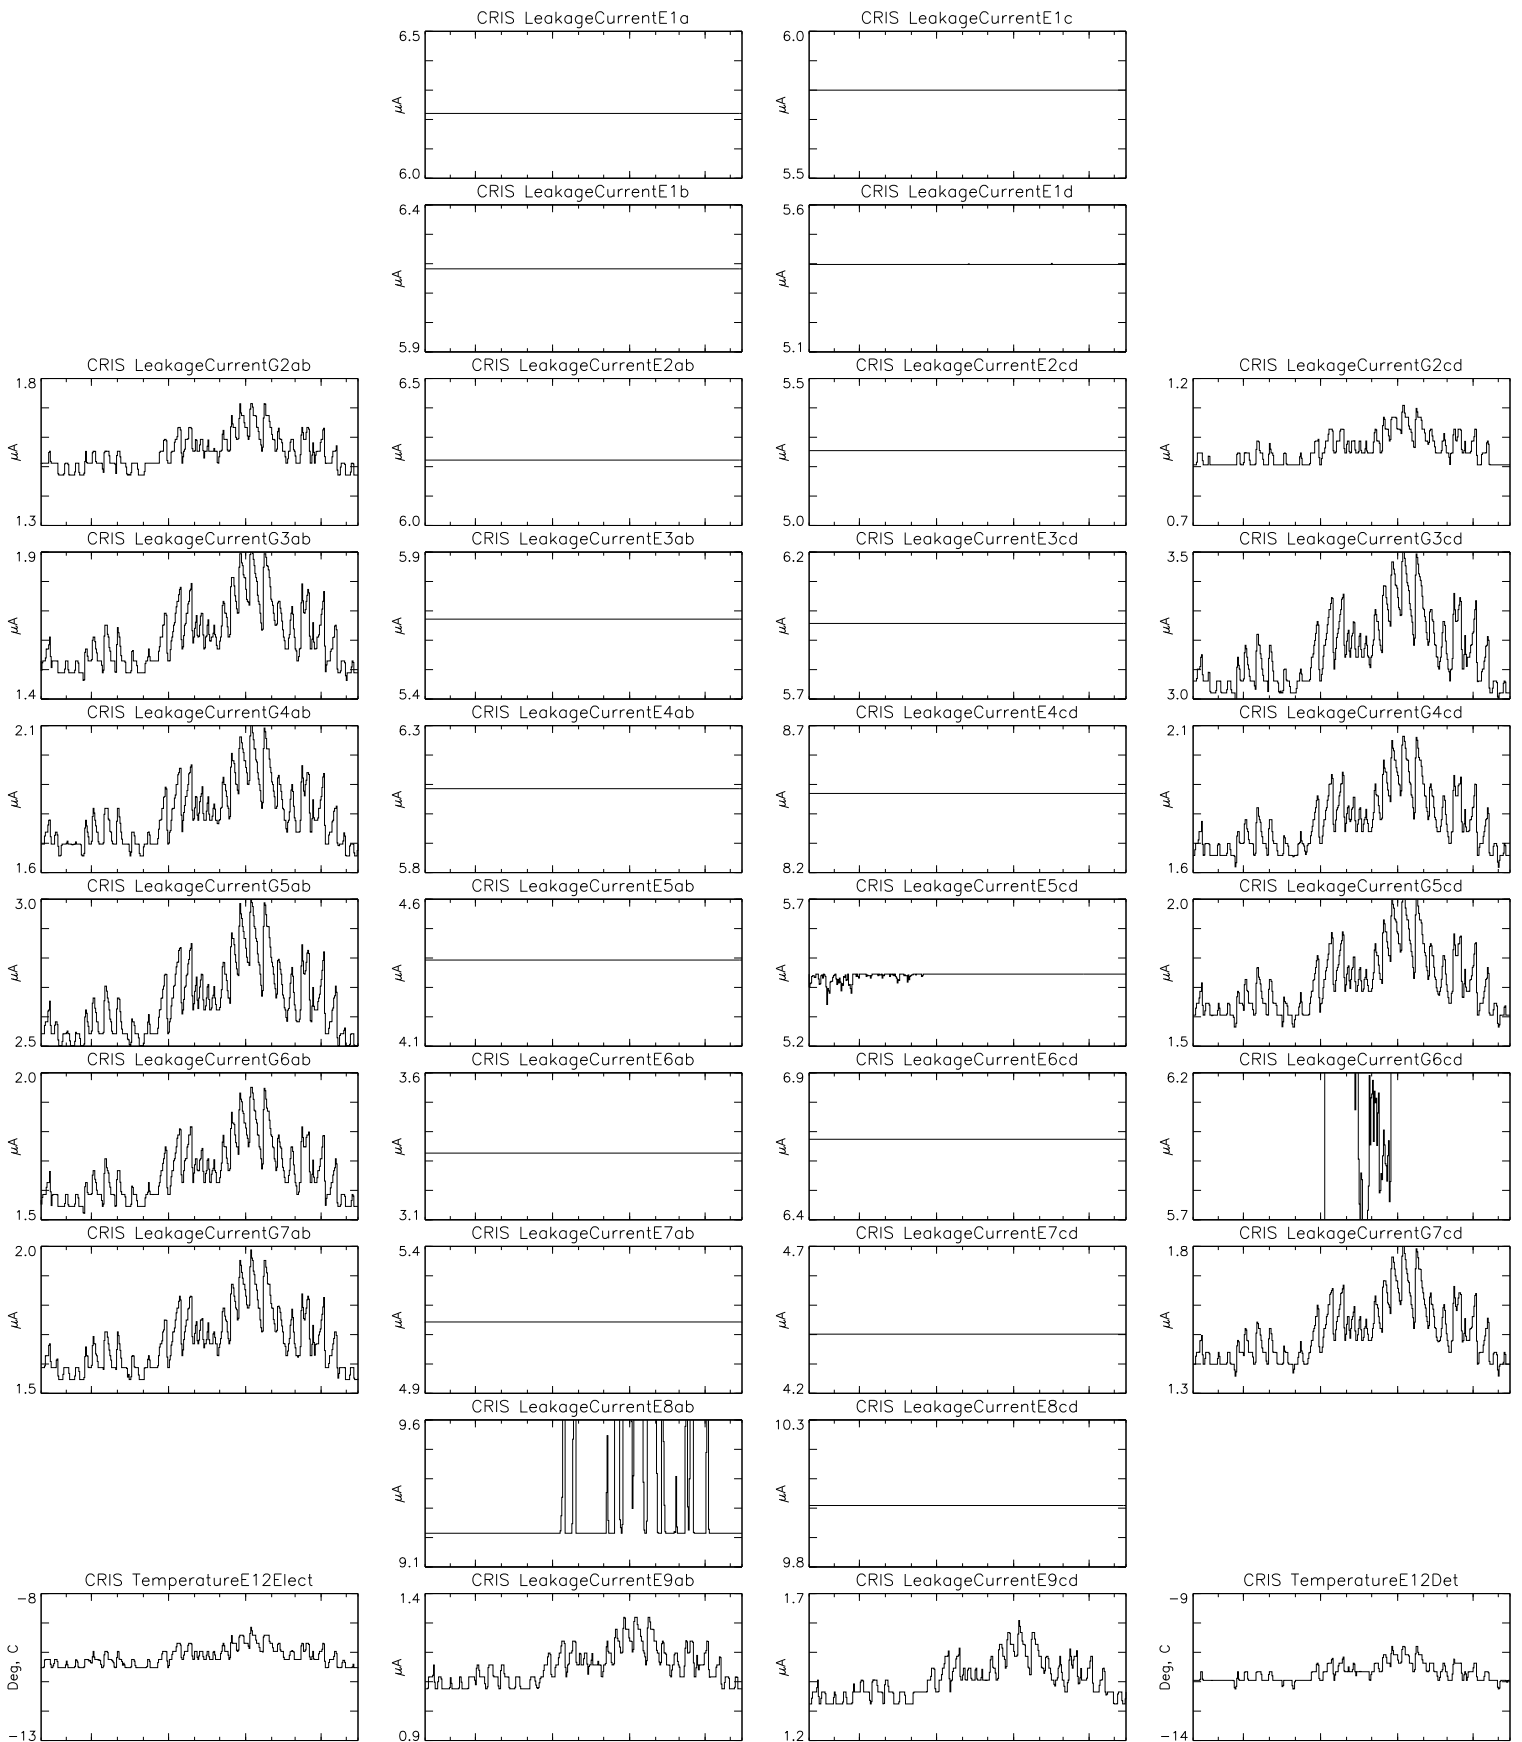 CRIS LeakageCurrentE1a
6.5
μA
6.0
CRIS LeakageCurrentE1c
6.0
μA
5.5
CRIS LeakageCurrentE1b
6.4
μA
5.9
CRIS LeakageCurrentE1d
5.6
μA
5.1
CRIS LeakageCurrentG2ab
1.8
μA
1.3
CRIS LeakageCurrentE2ab
6.5
μA
6.0
CRIS LeakageCurrentE2cd
5.5
μA
5.0
CRIS LeakageCurrentG2cd
1.2
μA
0.7
CRIS LeakageCurrentG3ab
1.9
μA
1.4
CRIS LeakageCurrentE3ab
5.9
μA
5.4
CRIS LeakageCurrentE3cd
6.2
μA
5.7
CRIS LeakageCurrentG3cd
3.5
μA
3.0
CRIS LeakageCurrentG4ab
2.1
μA
1.6
CRIS LeakageCurrentE4ab
6.3
μA
5.8
CRIS LeakageCurrentE4cd
8.7
μA
8.2
CRIS LeakageCurrentG4cd
2.1
μA
1.6
CRIS LeakageCurrentG5ab
3.0
μA
2.5
CRIS LeakageCurrentE5ab
4.6
μA
4.1
CRIS LeakageCurrentE5cd
5.7
μA
5.2
CRIS LeakageCurrentG5cd
2.0
μA
1.5
CRIS LeakageCurrentG6ab
2.0
μA
1.5
CRIS LeakageCurrentE6ab
3.6
μA
3.1
CRIS LeakageCurrentE6cd
6.9
μA
6.4
CRIS LeakageCurrentG6cd
6.2
μA
5.7
CRIS LeakageCurrentG7ab
2.0
μA
1.5
CRIS LeakageCurrentE7ab
5.4
μA
4.9
CRIS LeakageCurrentE7cd
4.7
μA
4.2
CRIS LeakageCurrentG7cd
1.8
μA
1.3
CRIS LeakageCurrentE8ab
9.6
μA
9.1
CRIS LeakageCurrentE8cd
10.3
μA
9.8
CRIS TemperatureE12Elect
-8
Deg, C
-13
CRIS LeakageCurrentE9ab
1.4
μA
0.9
CRIS LeakageCurrentE9cd
1.7
μA
1.2
CRIS TemperatureE12Det
-9
Deg, C
-14